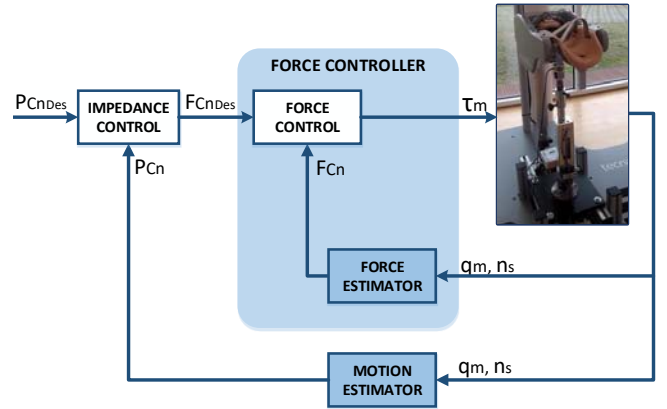 FORCE CONTROLLER
PCnDes
IMPEDANCE
CONTROL
FCnDes
FORCE
CONTROL
τm
PCn
FCn
FORCE
ESTIMATOR
qm, ns
MOTION
ESTIMATOR
qm, ns